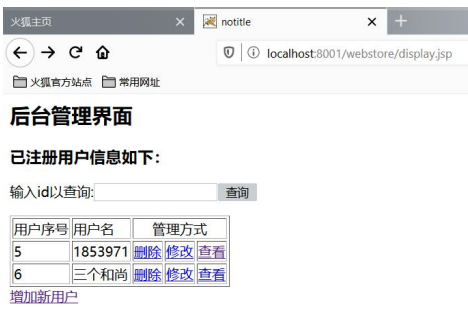 火狐主页 notitle
localhost:8001/webstore/display.jsp
火狐官方站点 常用网址
后台管理界面
已注册用户信息如下：
输入id以查询: 查询
用户序号 用户名 管理方式
5 1853971 删除 修改 查看
6 三个和尚 删除 修改 查看
增加新用户